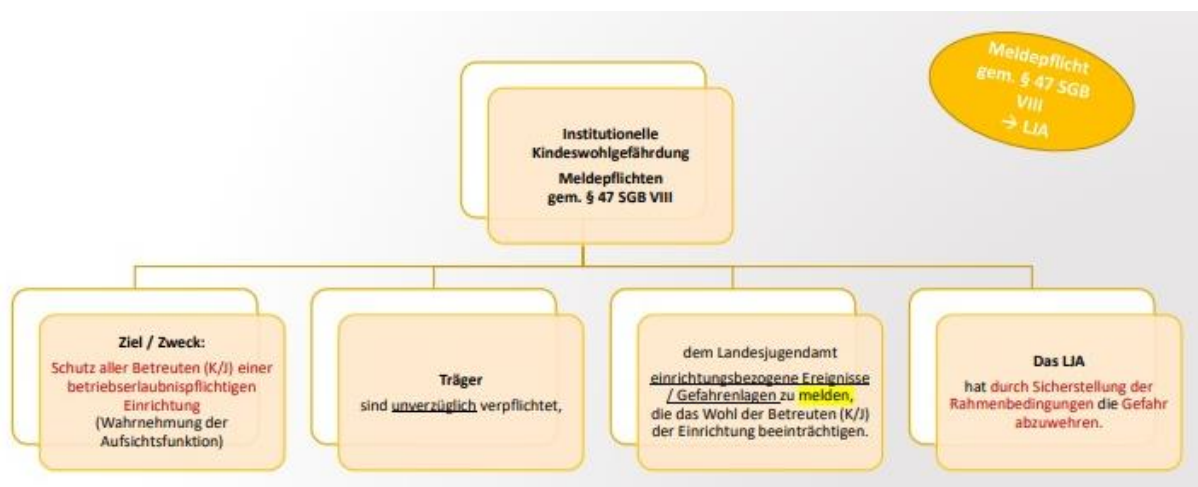 Meldepflicht
gem. § 47 SGB
VIII
→ LJA
Institutionelle
Kindeswohlgefährdung
Meldepflichten
gem. § 47 SGB VIII
Ziel / Zweck:
Schutz aller Betreuten (K/J) einer
betriebserlaubnispflichtigen
Einrichtung
(Wahrnehmung der
Aufsichtsfunktion)
Träger
sind unverzüglich verpflichtet,
dem Landesjugendamt
einrichtungsbezogene Ereignisse
/ Gefahrenlagen zu melden,
die das Wohl der Betreuten (K/J)
der Einrichtung beeinträchtigen.
Das LJA
hat durch Sicherstellung der
Rahmenbedingungen die Gefahr
abzuwehren.